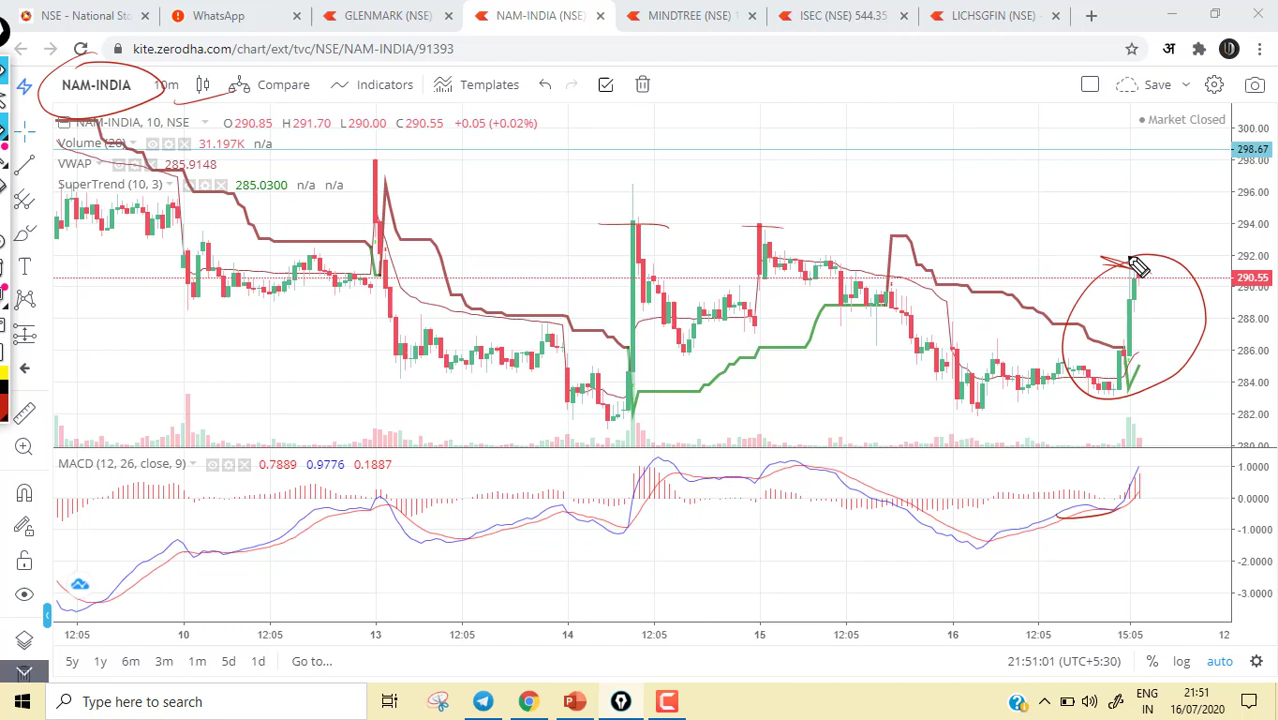 NSE - National Sto
WhatsApp
GLENMARK (NSE)
NAM-INDIA (NSE)
MINDTREE (NSE) 1
ISEC (NSE) 544.35
LICHSGFIN (NSE)
kite.zerodha.com/chart/ext/tvc/NSE/NAM-INDIA/91393
अ
NAM-INDIA 10m Compare Indicators Templates Save
NAM-INDIA, 10, NSE O290.85 H291.70 L290.00 C290.55 +0.05 (+0.02%)
Market Closed
Volume (20) 31.197K n/a
VWAP 285.9148
SuperTrend (10, 3) 285.0300 n/a n/a
300.00
298.67
298.00
296.00
294.00
292.00
290.55
290.00
288.00
286.00
284.00
282.00
280.00
MACD (12, 26, close, 9) 0.7889 0.9776 0.1887
1.0000
0.0000
-1.0000
-2.0000
-3.0000
12:05 10 12:05 13 12:05 14 12:05 15 12:05 16 12:05 15:05 12
5y 1y 6m 3m 1m 5d 1d Go to... 21:51:01 (UTC+5:30) % log auto
Type here to search
ENG
IN
21:51
16/07/2020